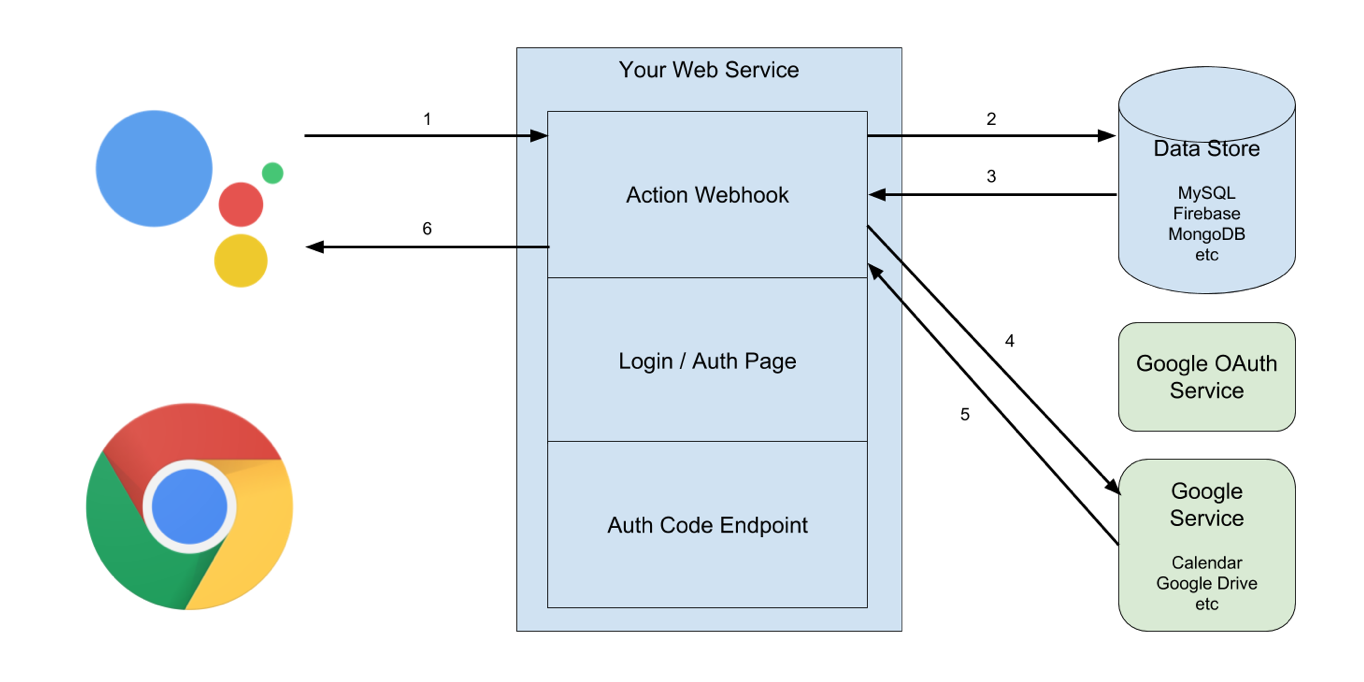 Your Web Service
1
2
Action Webhook
3
6
Data Store
MySQL
Firebase
MongoDB
etc
Login / Auth Page
4
5
Google OAuth
Service
Auth Code Endpoint
Google
Service
Calendar
Google Drive
etc